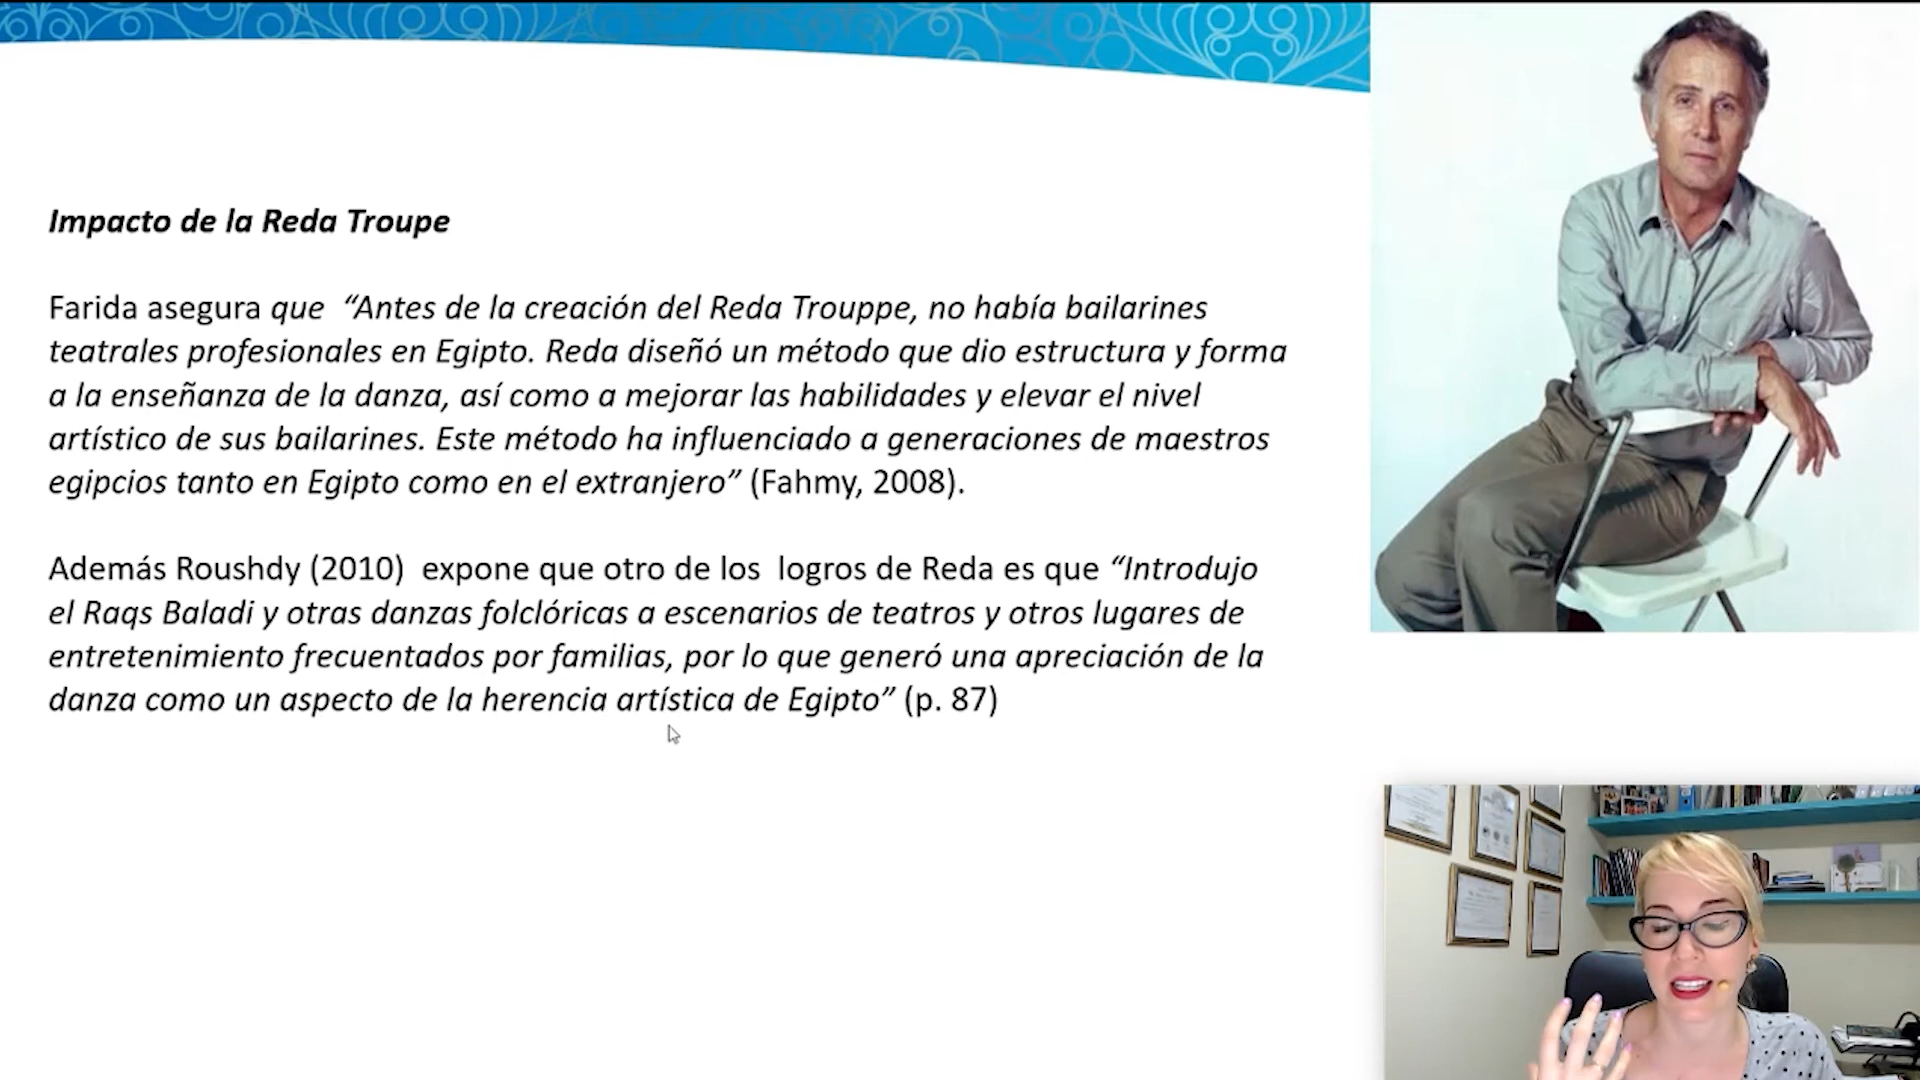 Impacto de la Reda Troupe
Farida asegura que “Antes de la creación del Reda Trouppe, no había bailarines
teatrales profesionales en Egipto. Reda diseñó un método que dio estructura y forma
a la enseñanza de la danza, así como a mejorar las habilidades y elevar el nivel
artístico de sus bailarines. Este método ha influenciado a generaciones de maestros
egipcios tanto en Egipto como en el extranjero” (Fahmy, 2008).
Además Roushdy (2010) expone que otro de los logros de Reda es que “Introdujo
el Raqs Baladi y otras danzas folclóricas a escenarios de teatros y otros lugares de
entretenimiento frecuentados por familias, por lo que generó una apreciación de la
danza como un aspecto de la herencia artística de Egipto” (p. 87)